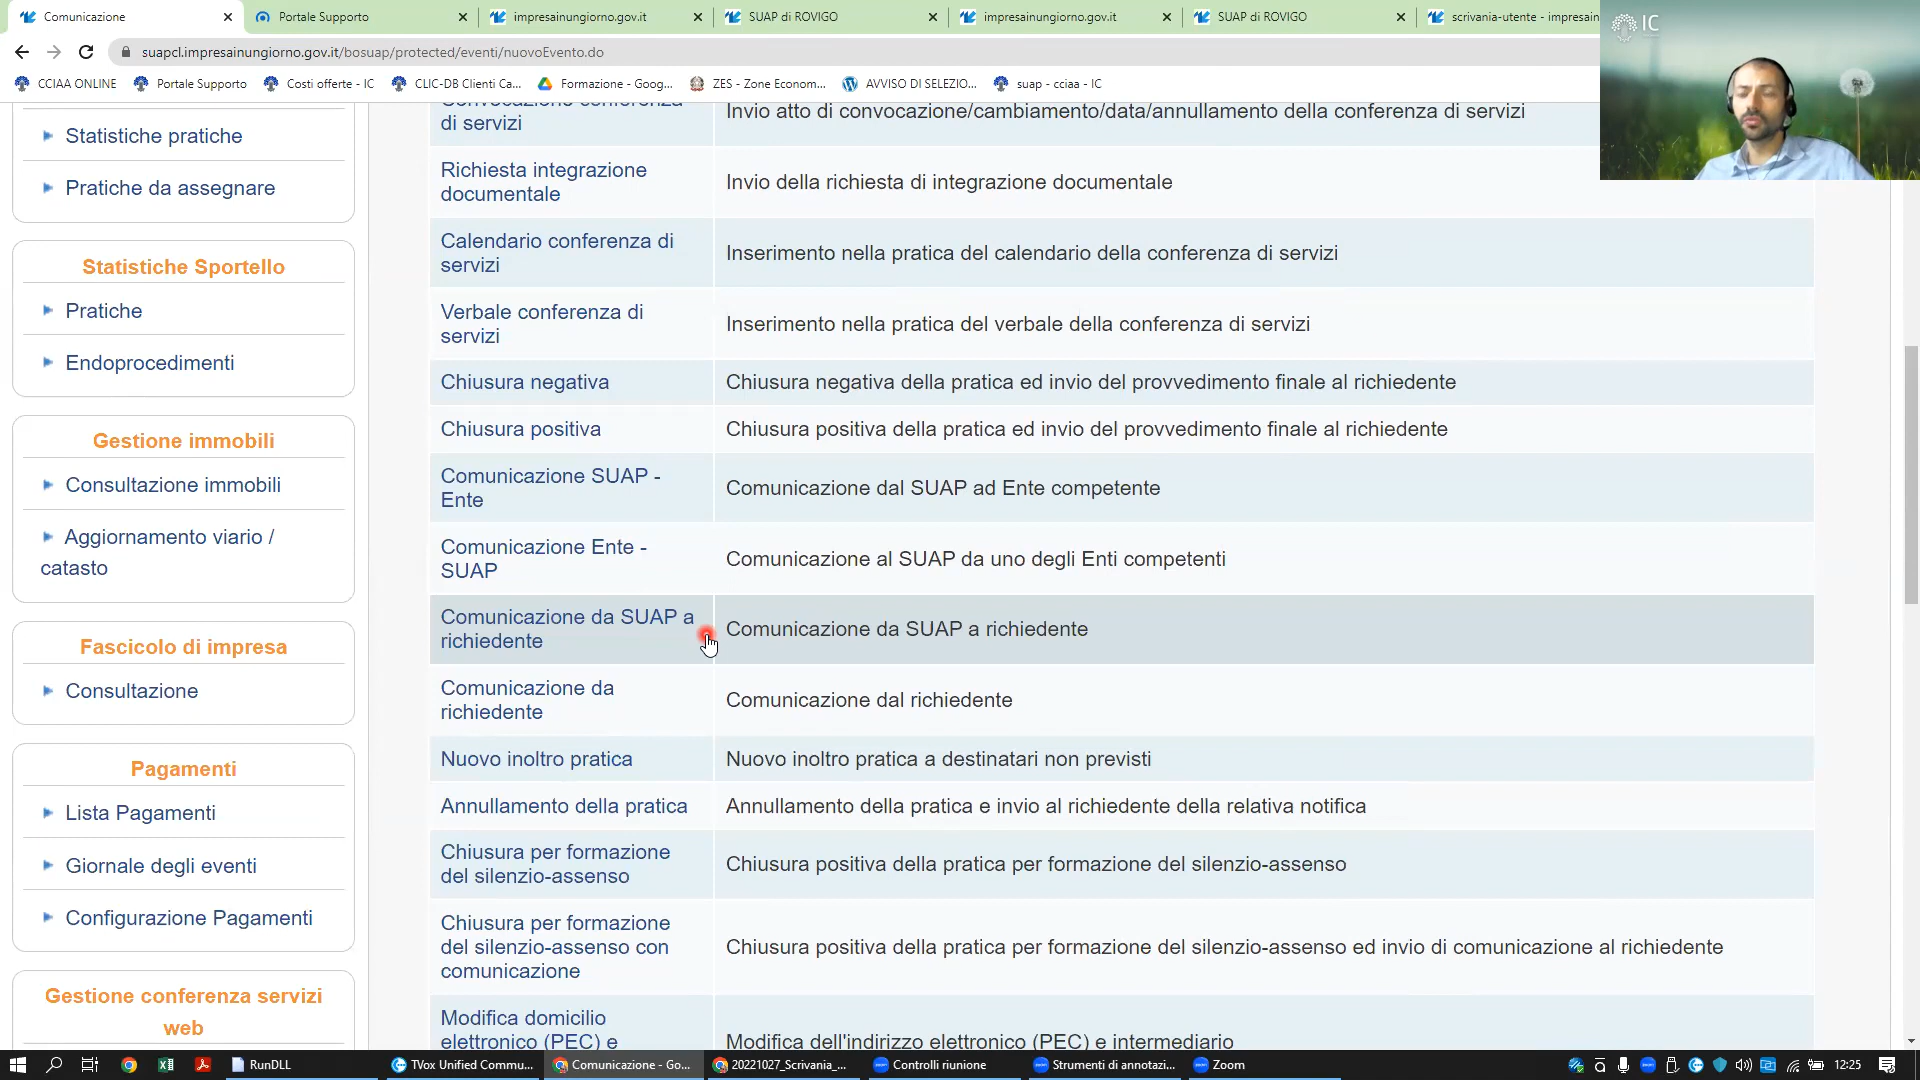 Comunicazione
Portale Supporto
impresainungiorno.gov.it
SUAP di ROVIGO
impresainungiorno.gov.it
SUAP di ROVIGO
scrivania-utente - impresain
IC
suapcl.impresainungiorno.gov.it/bosuap/protected/eventi/nuovoEvento.do
CCIAA ONLINE
Portale Supporto
Costi offerte - IC
CLIC-DB Clienti Ca...
Formazione - Goog...
ZES - Zone Econom...
AVVISO DI SELEZIO...
suap - cciaa - IC
Statistiche pratiche
Pratiche da assegnare
Statistiche Sportello
Pratiche
Endoprocedimenti
Gestione immobili
Consultazione immobili
Aggiornamento viario /
catasto
Fascicolo di impresa
Consultazione
Pagamenti
Lista Pagamenti
Giornale degli eventi
Configurazione Pagamenti
Gestione conferenza servizi
web
Convocazione conferenza
di servizi
Invio atto di convocazione/cambiamento/data/annullamento della conferenza di servizi
Richiesta integrazione
documentale
Invio della richiesta di integrazione documentale
Calendario conferenza di
servizi
Inserimento nella pratica del calendario della conferenza di servizi
Verbale conferenza di
servizi
Inserimento nella pratica del verbale della conferenza di servizi
Chiusura negativa
Chiusura negativa della pratica ed invio del provvedimento finale al richiedente
Chiusura positiva
Chiusura positiva della pratica ed invio del provvedimento finale al richiedente
Comunicazione SUAP -
Ente
Comunicazione dal SUAP ad Ente competente
Comunicazione Ente -
SUAP
Comunicazione al SUAP da uno degli Enti competenti
Comunicazione da SUAP a
richiedente
Comunicazione da SUAP a richiedente
Comunicazione da
richiedente
Comunicazione dal richiedente
Nuovo inoltro pratica
Nuovo inoltro pratica a destinatari non previsti
Annullamento della pratica
Annullamento della pratica e invio al richiedente della relativa notifica
Chiusura per formazione
del silenzio-assenso
Chiusura positiva della pratica per formazione del silenzio-assenso
Chiusura per formazione
del silenzio-assenso con
comunicazione
Chiusura positiva della pratica per formazione del silenzio-assenso ed invio di comunicazione al richiedente
Modifica domicilio
elettronico (PEC) e
Modifica dell'indirizzo elettronico (PEC) e intermediario
RunDLL
TVox Unified Commu...
Comunicazione - Go...
20221027_Scrivania_...
Controlli riunione
Strumenti di annotazi...
Zoom
12:25